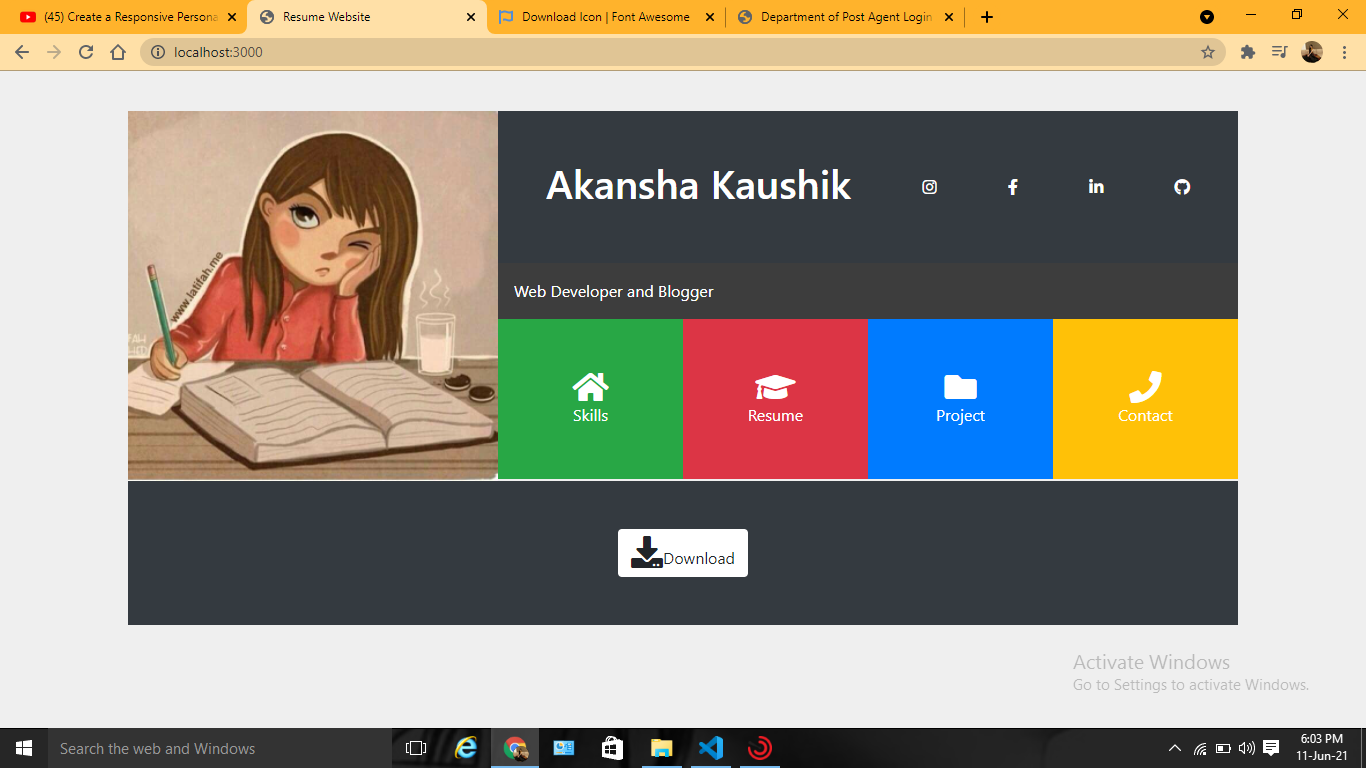 (45) Create a Responsive Persona
Resume Website
Download Icon | Font Awesome
Department of Post Agent Login
localhost:3000
www.latifah.me
Akansha Kaushik
Web Developer and Blogger
Skills
Resume
Project
Contact
Download
Activate Windows
Go to Settings to activate Windows.
Search the web and Windows
6:03 PM
11-Jun-21